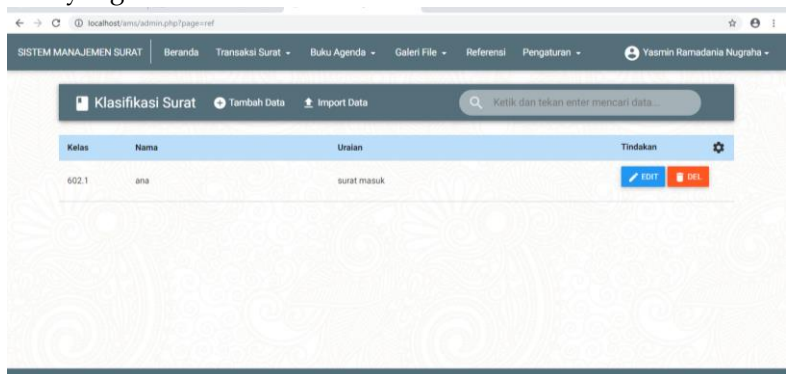 localhost/ams/admin.php?page=ref
SISTEM MANAJEMEN SURAT Beranda Transaksi Surat Buku Agenda Galeri File Referensi Pengaturan Yasmin Ramadania Nugraha
Klasifikasi Surat Tambah Data Import Data Ketik dan tekan enter mencari data...
Kelas Nama Uraian Tindakan
602.1 ana surat masuk EDIT DEL